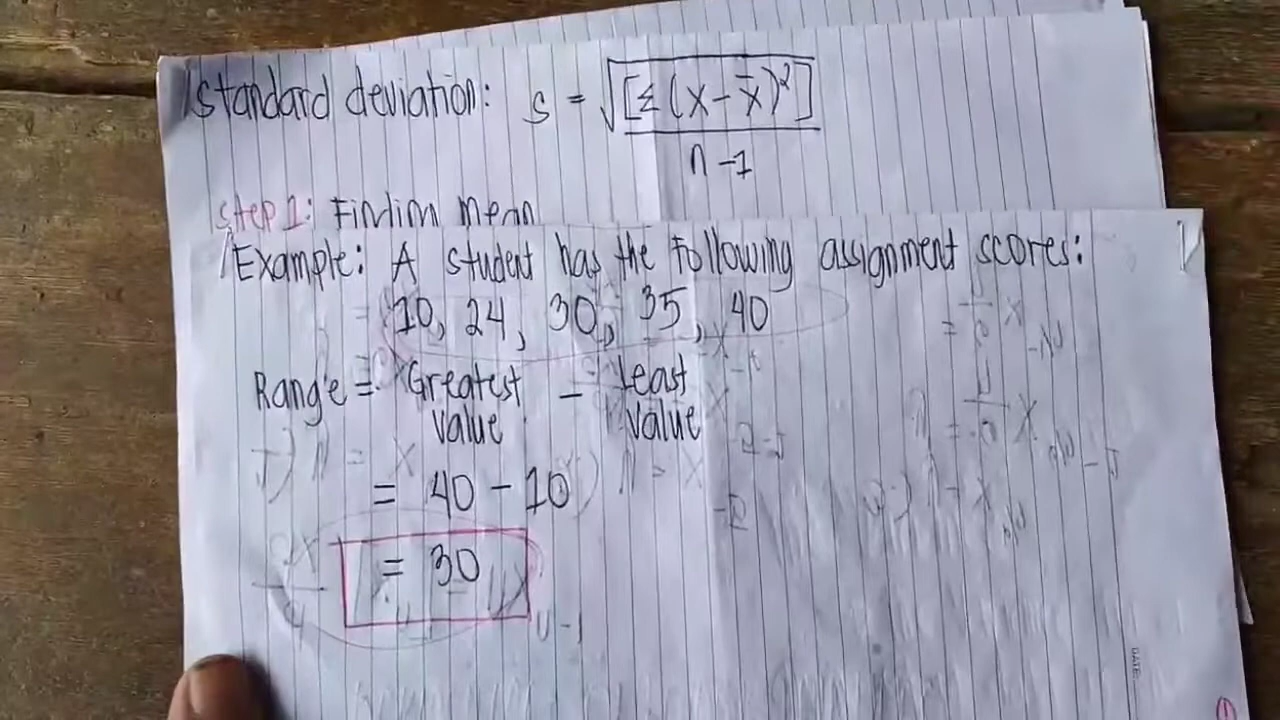 standard deviation: s = √[Σ(x-x̄)²]
n-1
Step 1: Finding Mean
Example: A student has the following assignment scores:
10, 24, 30, 35, 40
Range = Greatest Value - Least Value
= 40 - 10
= 30